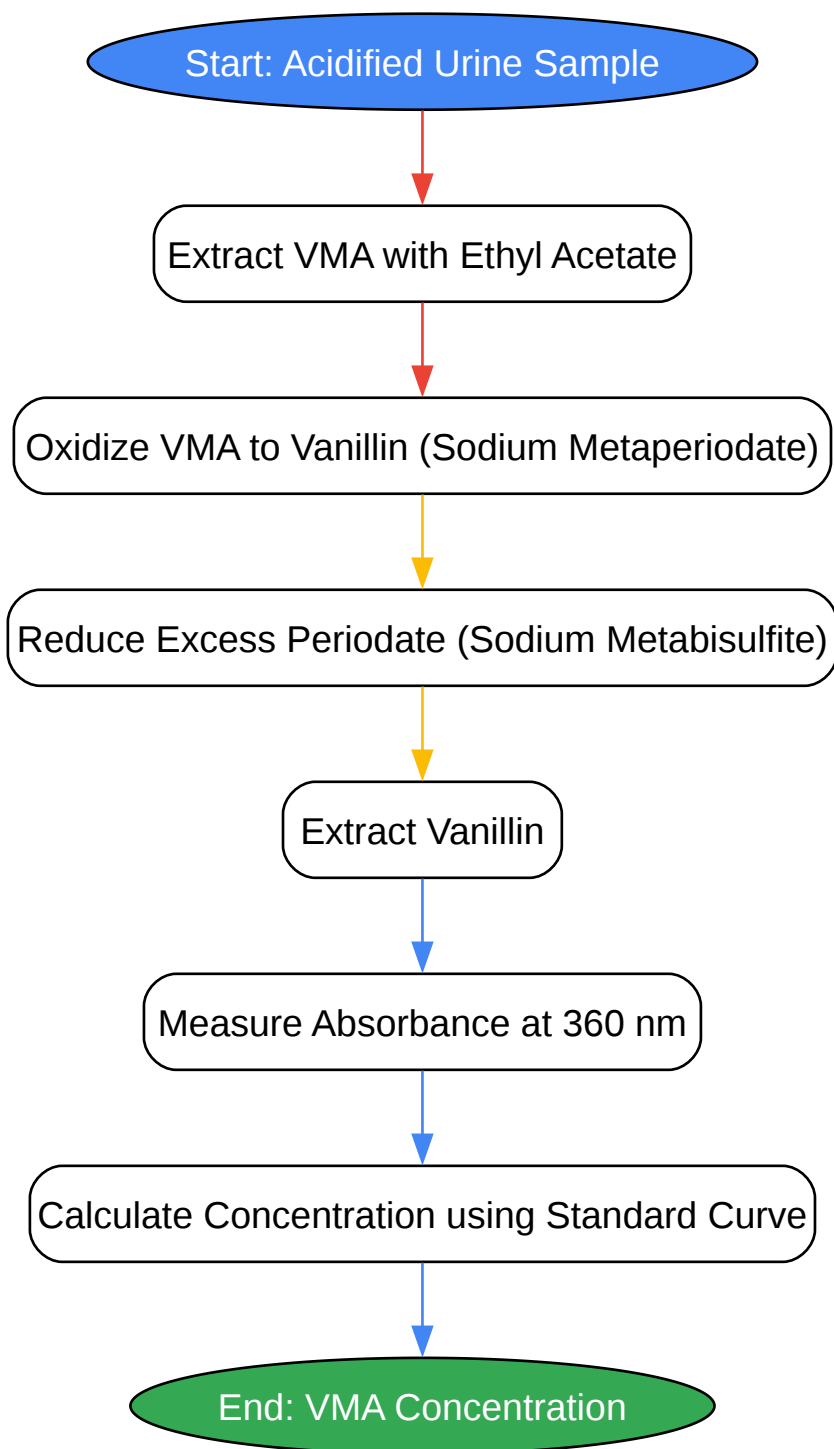 Start: Acidified Urine Sample
Extract VMA with Ethyl Acetate
Oxidize VMA to Vanillin (Sodium Metaperiodate)
Reduce Excess Periodate (Sodium Metabisulfite)
Extract Vanillin
Measure Absorbance at 360 nm
Calculate Concentration using Standard Curve
End: VMA Concentration